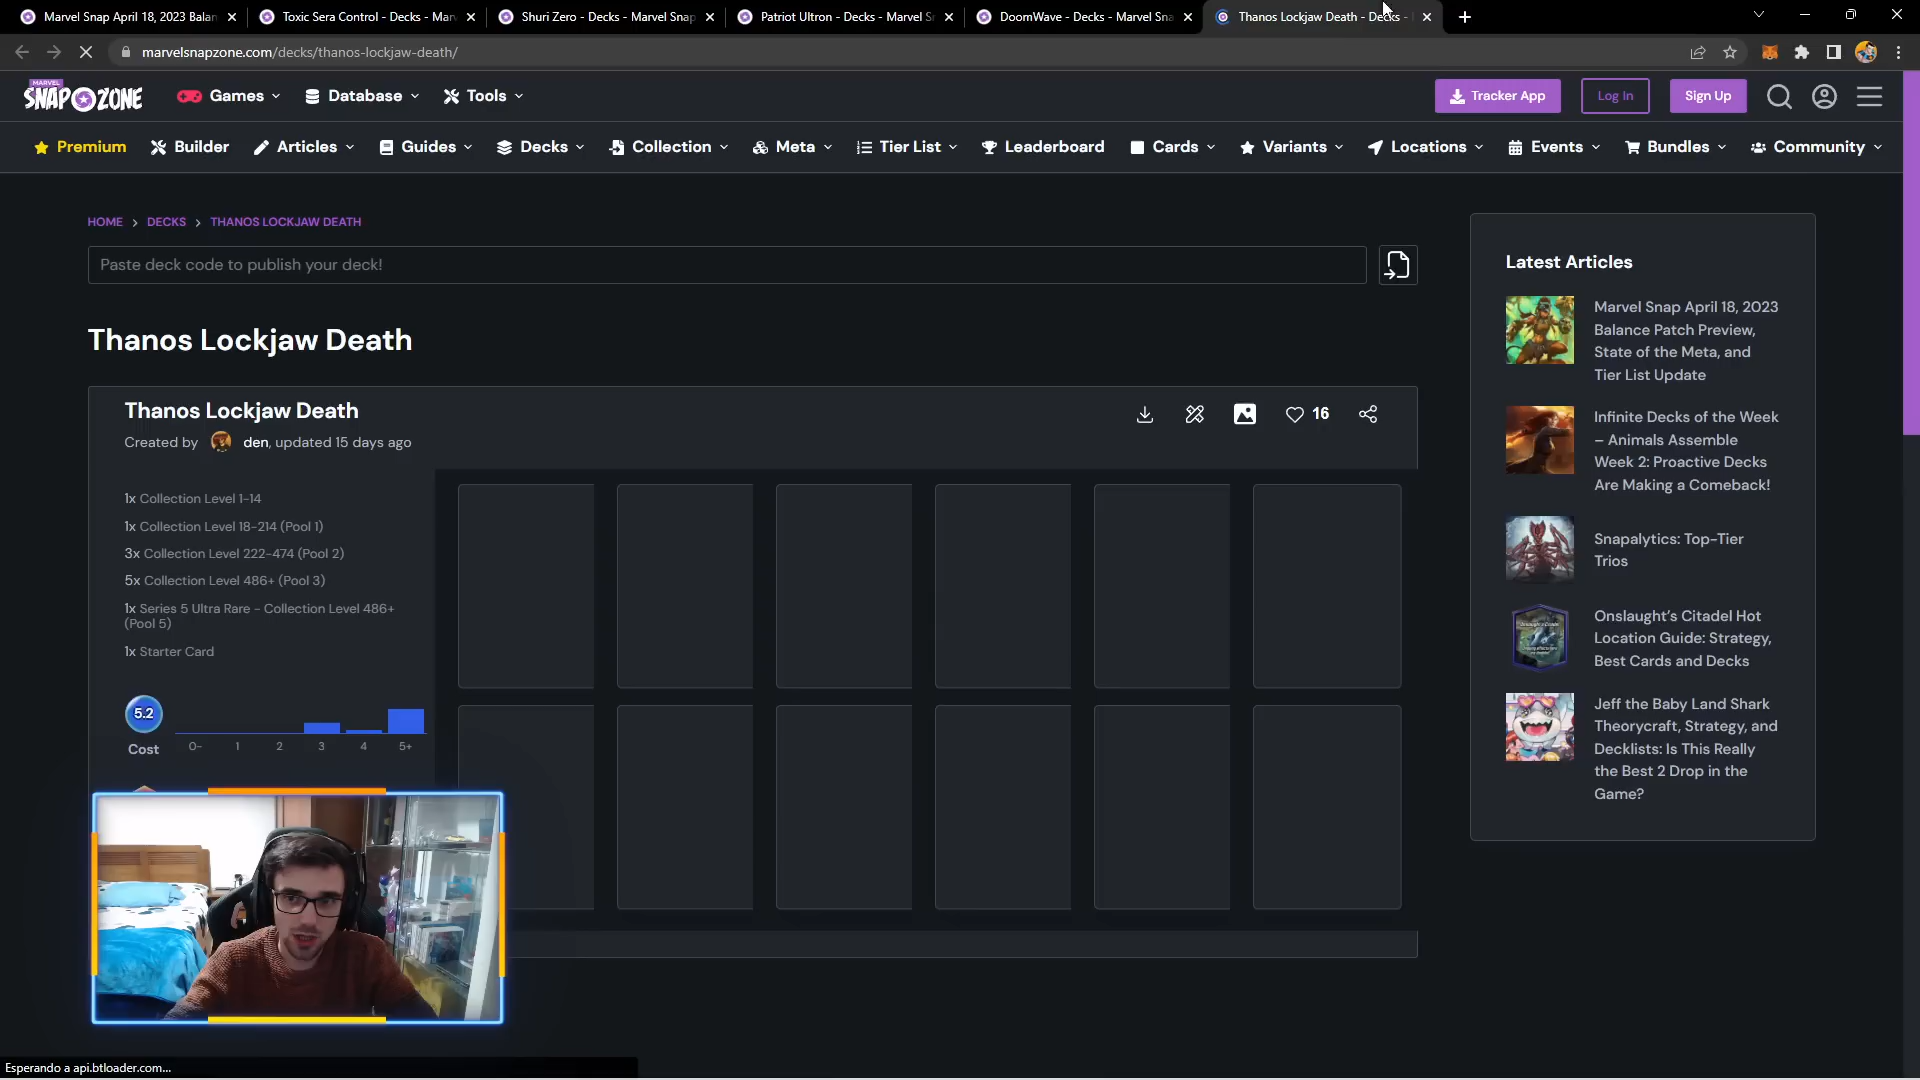 Marvel Snap April 18, 2023 Balan
Toxic Sera Control - Decks - Mar
Shuri Zero - Decks - Marvel Snap
Patriot Ultron - Decks - Marvel S
DoomWave - Decks - Marvel Sna
Thanos Lockjaw Death - Decks -
marvelsnapzone.com/decks/thanos-lockjaw-death/
MARVEL
SNAP ZONE
Games
Database
Tools
Tracker App
Log In
Sign Up
Premium
Builder
Articles
Guides
Decks
Collection
Meta
Tier List
Leaderboard
Cards
Variants
Locations
Events
Bundles
Community
HOME > DECKS > THANOS LOCKJAW DEATH
Paste deck code to publish your deck!
Thanos Lockjaw Death
Thanos Lockjaw Death
Created by den, updated 15 days ago
16
1x Collection Level 1-14
1x Collection Level 18-214 (Pool 1)
3x Collection Level 222-474 (Pool 2)
5x Collection Level 486+ (Pool 3)
1x Series 5 Ultra Rare - Collection Level 486+
(Pool 5)
1x Starter Card
5.2
Cost
0- 1 2 3 4 5+
Latest Articles
Marvel Snap April 18, 2023
Balance Patch Preview,
State of the Meta, and
Tier List Update
Infinite Decks of the Week
– Animals Assemble
Week 2: Proactive Decks
Are Making a Comeback!
Snapalytics: Top-Tier
Trios
Onslaught's Citadel Hot
Location Guide: Strategy,
Best Cards and Decks
Jeff the Baby Land Shark
Theorycraft, Strategy, and
Decklists: Is This Really
the Best 2 Drop in the
Game?
Esperando a api.btloader.com...